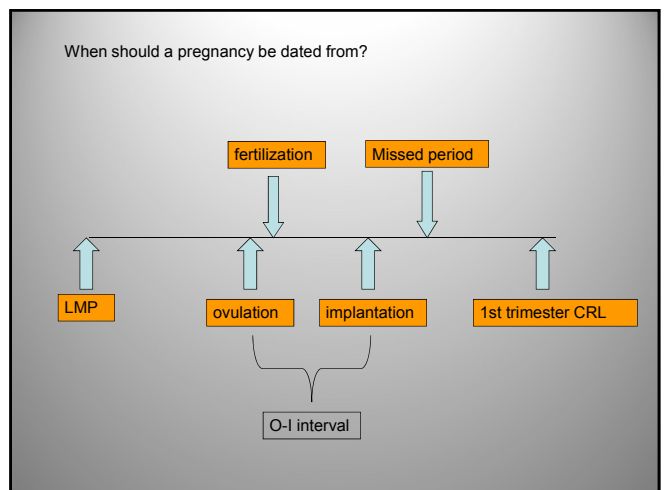 When should a pregnancy be dated from?
fertilization
Missed period
LMP
ovulation
implantation
1st trimester CRL
O-I interval